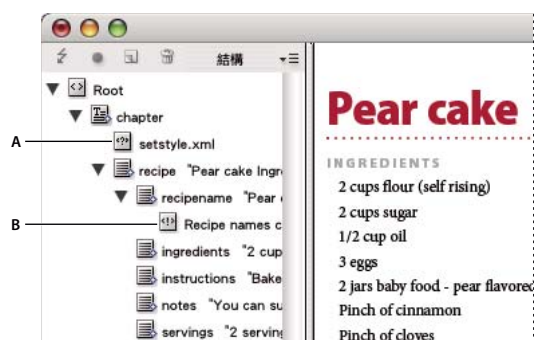 結構
Root
chapter
A
setstyle.xml
recipe "Pear cake Ingr
recipename "Pear
B
Recipe names c
ingredients "2 cup
instructions "Bake
notes "You can su
servings "2 serving
Pear cake
INGREDIENTS
2 cups flour (self rising)
2 cups sugar
1/2 cup oil
3 eggs
2 jars baby food - pear flavored
Pinch of cinnamon
Pinch of cloves